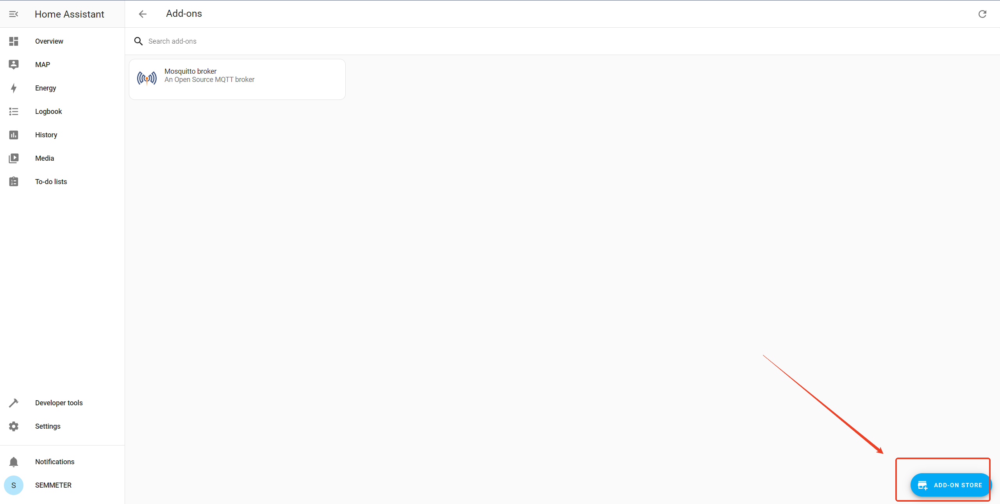 Home Assistant
Add-ons
Overview
MAP
Energy
Logbook
History
Media
To-do lists
Developer tools
Settings
Notifications
S
SEMMETER
Search add-ons
Mosquitto broker
An Open Source MQTT broker
ADD-ON STORE